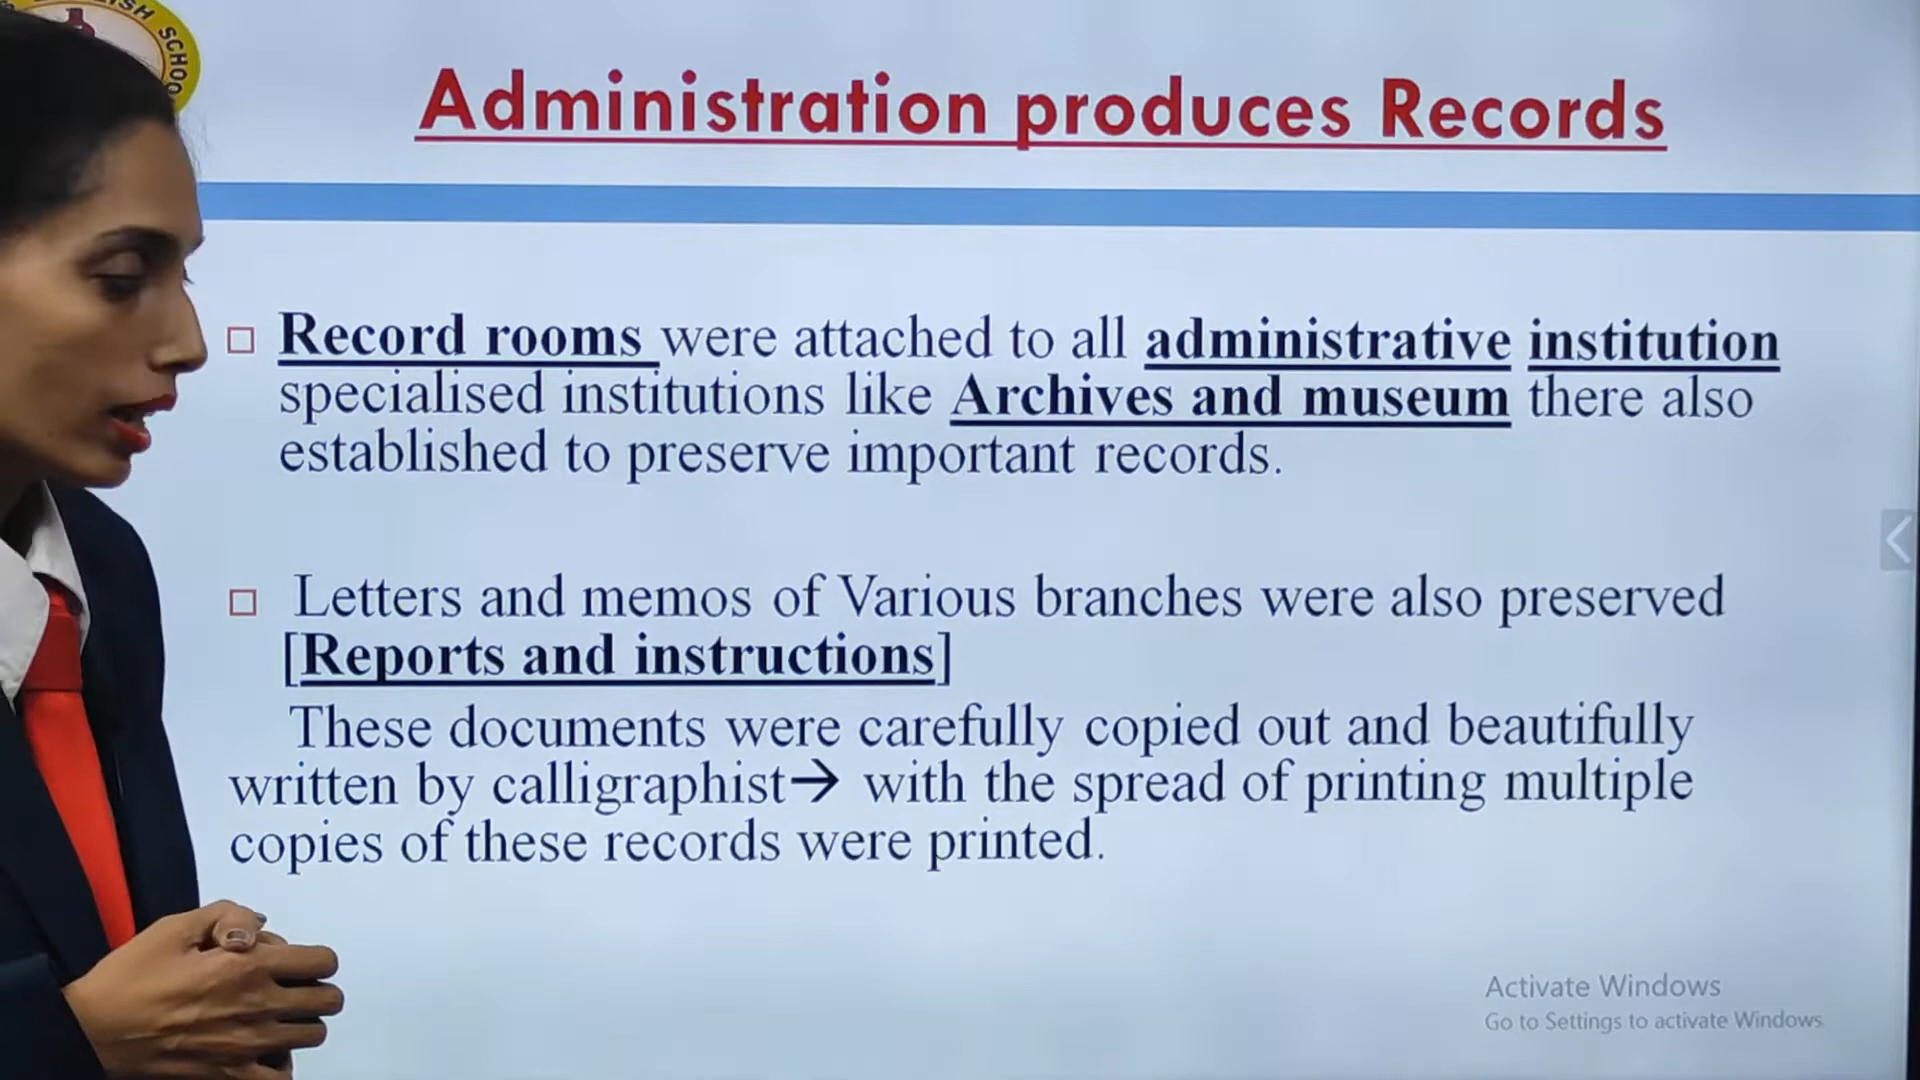 ISH SCHOO
Administration produces Records
Record rooms were attached to all administrative institution
specialised institutions like Archives and museum there also
established to preserve important records.
Letters and memos of Various branches were also preserved
[Reports and instructions]
These documents were carefully copied out and beautifully
written by calligraphist→ with the spread of printing multiple
copies of these records were printed.
Activate Windows
Go to Settings to activate Windows.